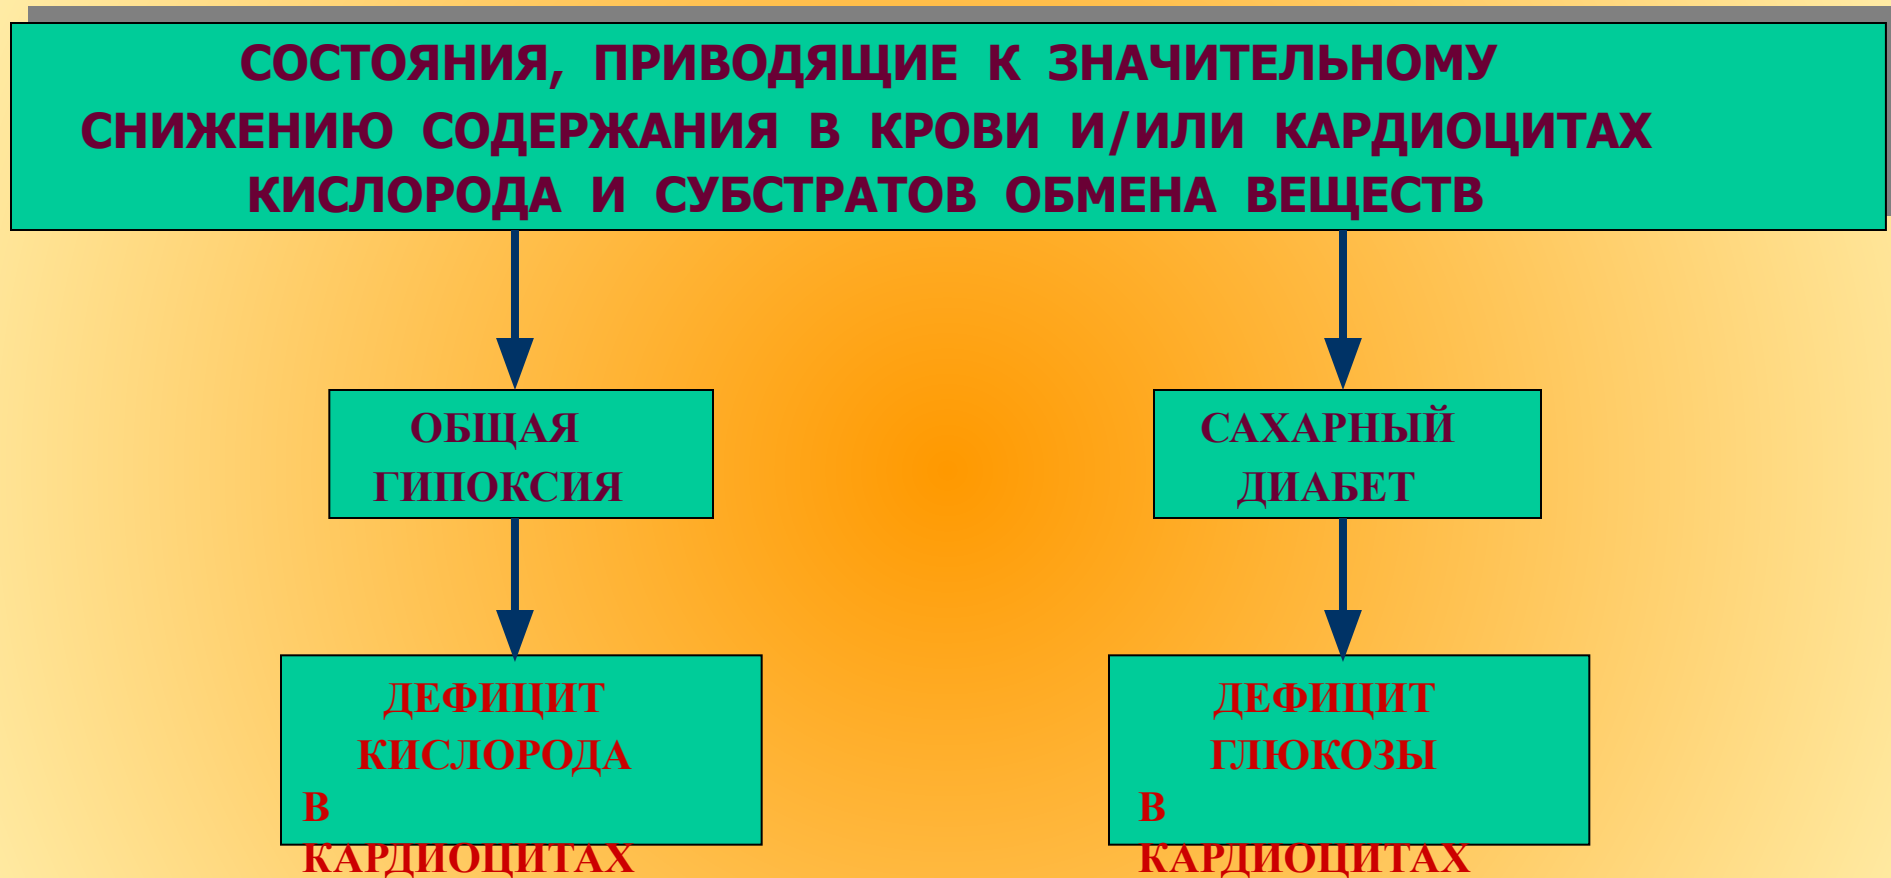 СОСТОЯНИЯ, ПРИВОДЯЩИЕ К ЗНАЧИТЕЛЬНОМУ
СНИЖЕНИЮ СОДЕРЖАНИЯ В КРОВИ И/ИЛИ КАРДИОЦИТАХ
КИСЛОРОДА И СУБСТРАТОВ ОБМЕНА ВЕЩЕСТВ
ОБЩАЯ
ГИПОКСИЯ
САХАРНЫЙ
ДИАБЕТ
ДЕФИЦИТ
КИСЛОРОДА
В
КАРДИОЦИТАХ
ДЕФИЦИТ
ГЛЮКОЗЫ
В
КАРДИОЦИТАХ